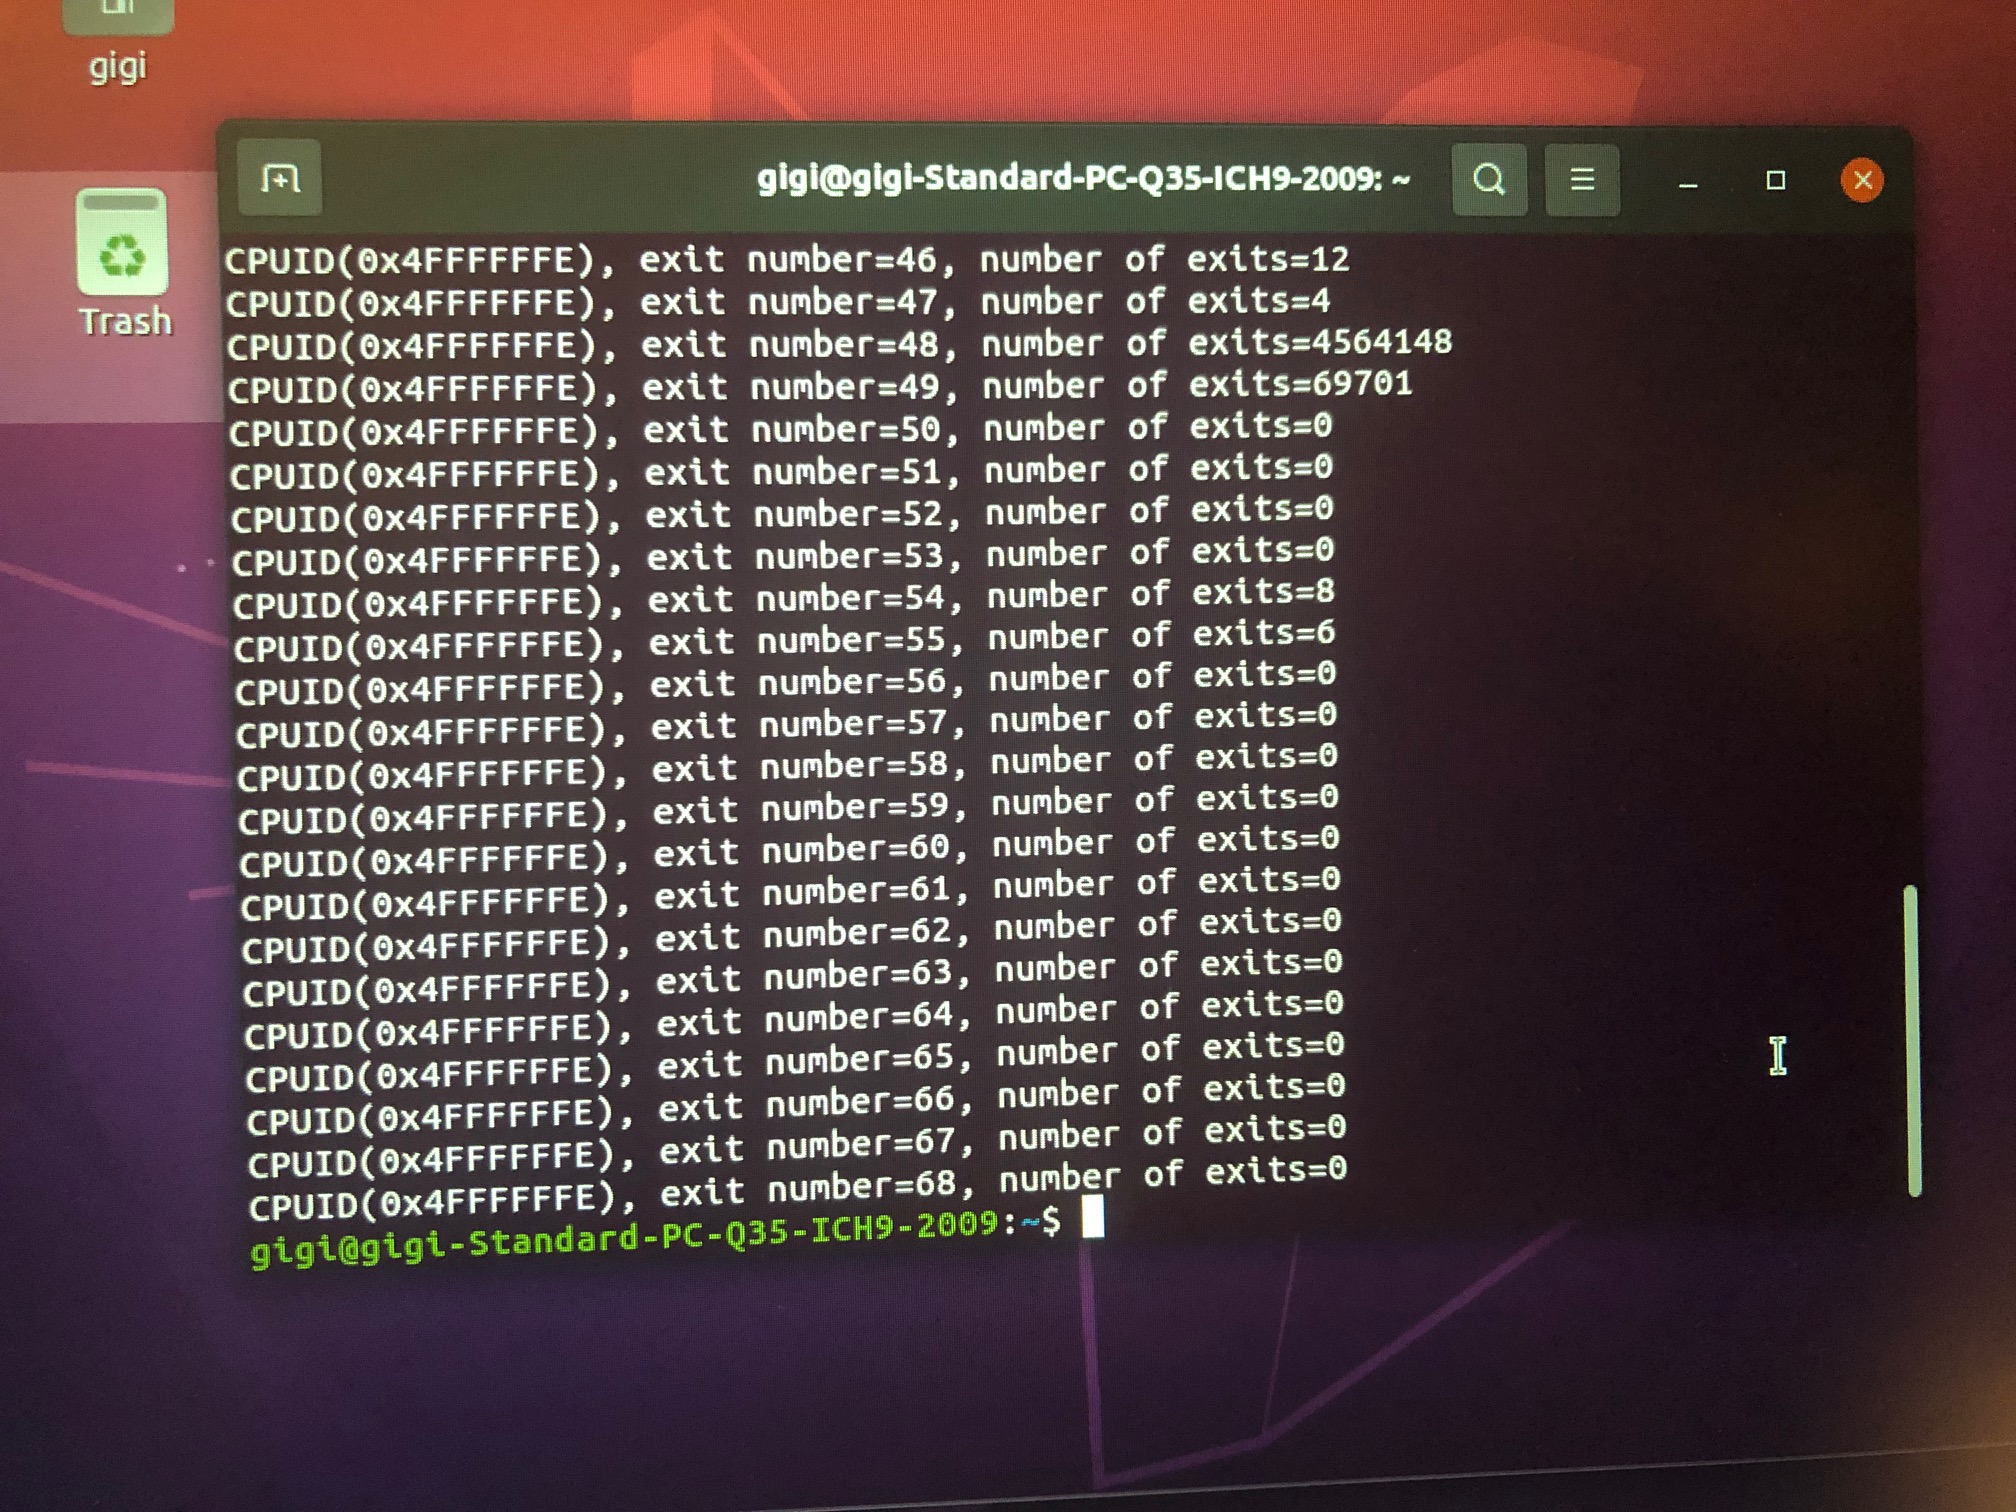 gigi
Trash
gigi@gigi-Standard-PC-Q35-ICH9-2009: ~
CPUID(0x4FFFFFFE), exit number=46, number of exits=12
CPUID(0x4FFFFFFE), exit number=47, number of exits=4
CPUID(0x4FFFFFFE), exit number=48, number of exits=4564148
CPUID(0x4FFFFFFE), exit number=49, number of exits=69701
CPUID(0x4FFFFFFE), exit number=50, number of exits=0
CPUID(0x4FFFFFFE), exit number=51, number of exits=0
CPUID(0x4FFFFFFE), exit number=52, number of exits=0
CPUID(0x4FFFFFFE), exit number=53, number of exits=0
CPUID(0x4FFFFFFE), exit number=54, number of exits=8
CPUID(0x4FFFFFFE), exit number=55, number of exits=6
CPUID(0x4FFFFFFE), exit number=56, number of exits=0
CPUID(0x4FFFFFFE), exit number=57, number of exits=0
CPUID(0x4FFFFFFE), exit number=58, number of exits=0
CPUID(0x4FFFFFFE), exit number=59, number of exits=0
CPUID(0x4FFFFFFE), exit number=60, number of exits=0
CPUID(0x4FFFFFFE), exit number=61, number of exits=0
CPUID(0x4FFFFFFE), exit number=62, number of exits=0
CPUID(0x4FFFFFFE), exit number=63, number of exits=0
CPUID(0x4FFFFFFE), exit number=64, number of exits=0
CPUID(0x4FFFFFFE), exit number=65, number of exits=0
CPUID(0x4FFFFFFE), exit number=66, number of exits=0
CPUID(0x4FFFFFFE), exit number=67, number of exits=0
CPUID(0x4FFFFFFE), exit number=68, number of exits=0
gigi@gigi-Standard-PC-Q35-ICH9-2009:~$